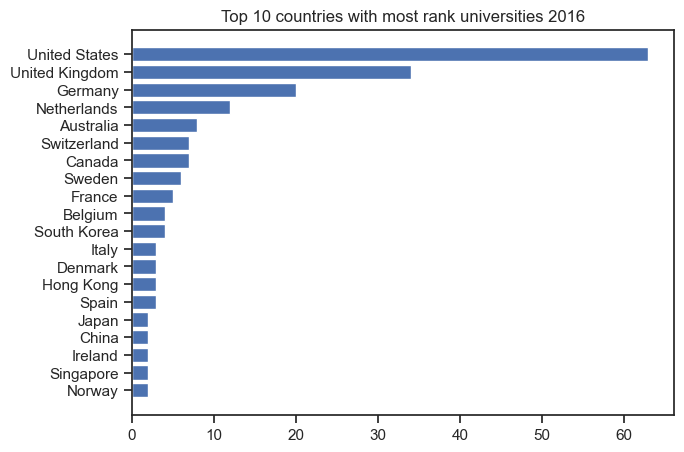 Top 10 countries with most rank universities 2016
United States
United Kingdom
Germany
Netherlands
Australia
Switzerland
Canada
Sweden
France
Belgium
South Korea
Italy
Denmark
Hong Kong
Spain
Japan
China
Ireland
Singapore
Norway
0 10 20 30 40 50 60